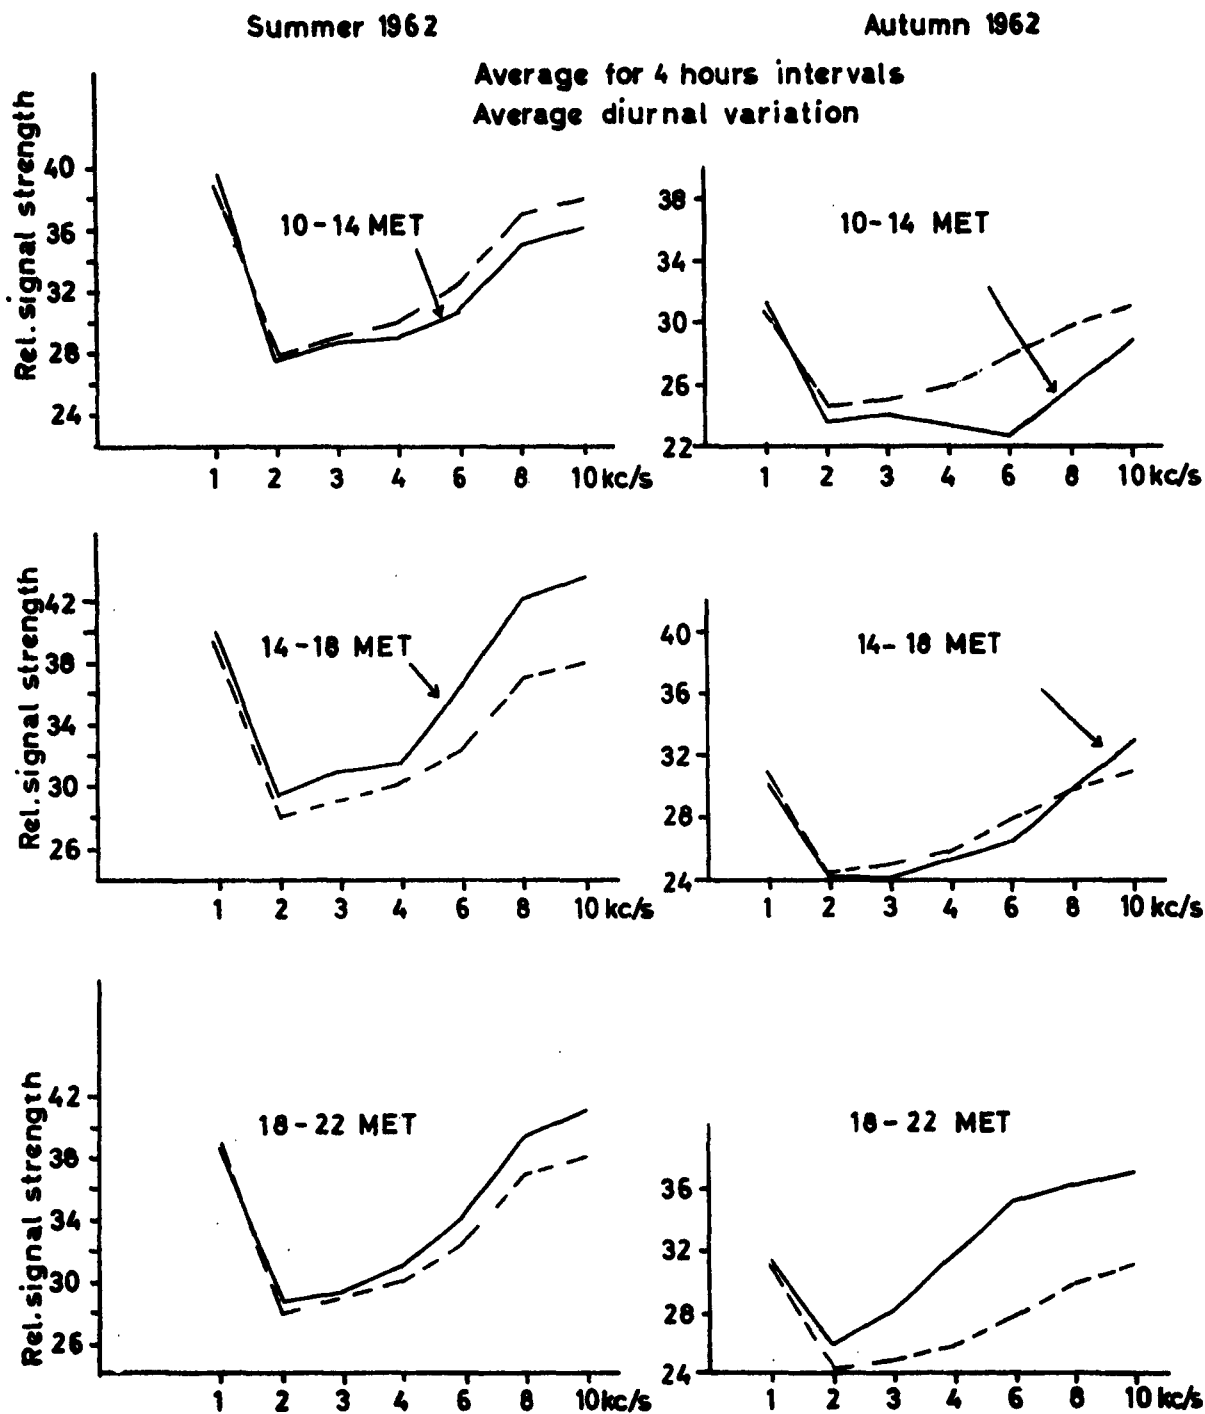 Summer 1962
Autumn 1962
Average for 4 hours intervals
Average diurnal variation
Rel. signal strength
40
36
32
28
24
10-14 MET
1 2 3 4 6 8 10 kc/s
38
34
30
26
22
10-14 MET
1 2 3 4 6 8 10 kc/s
Rel. signal strength
42
38
34
30
26
14-18 MET
1 2 3 4 6 8 10 kc/s
40
36
32
28
24
14-18 MET
1 2 3 4 6 8 10 kc/s
Rel. signal strength
42
38
34
30
26
18-22 MET
1 2 3 4 6 8 10 kc/s
36
32
28
24
18-22 MET
1 2 3 4 6 8 10 kc/s